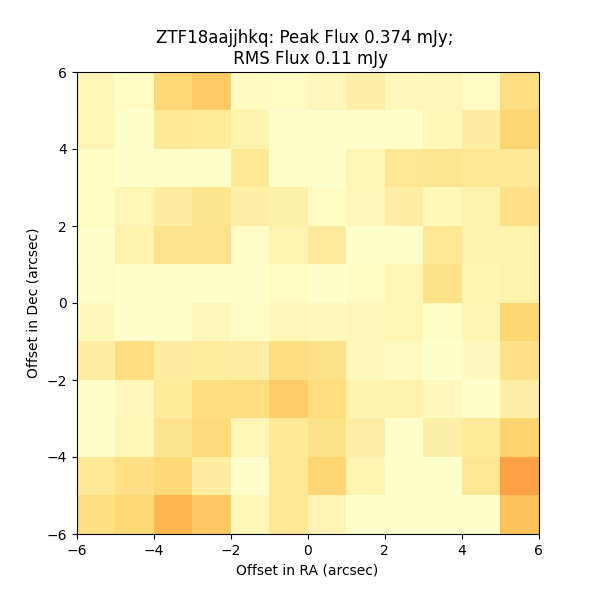 ZTF18aajjhkq: Peak Flux 0.374 mJy;
RMS Flux 0.11 mJy
6
4
2
0
−2
−4
−6
Offset in Dec (arcsec)
−6 −4 −2 0 2 4 6
Offset in RA (arcsec)